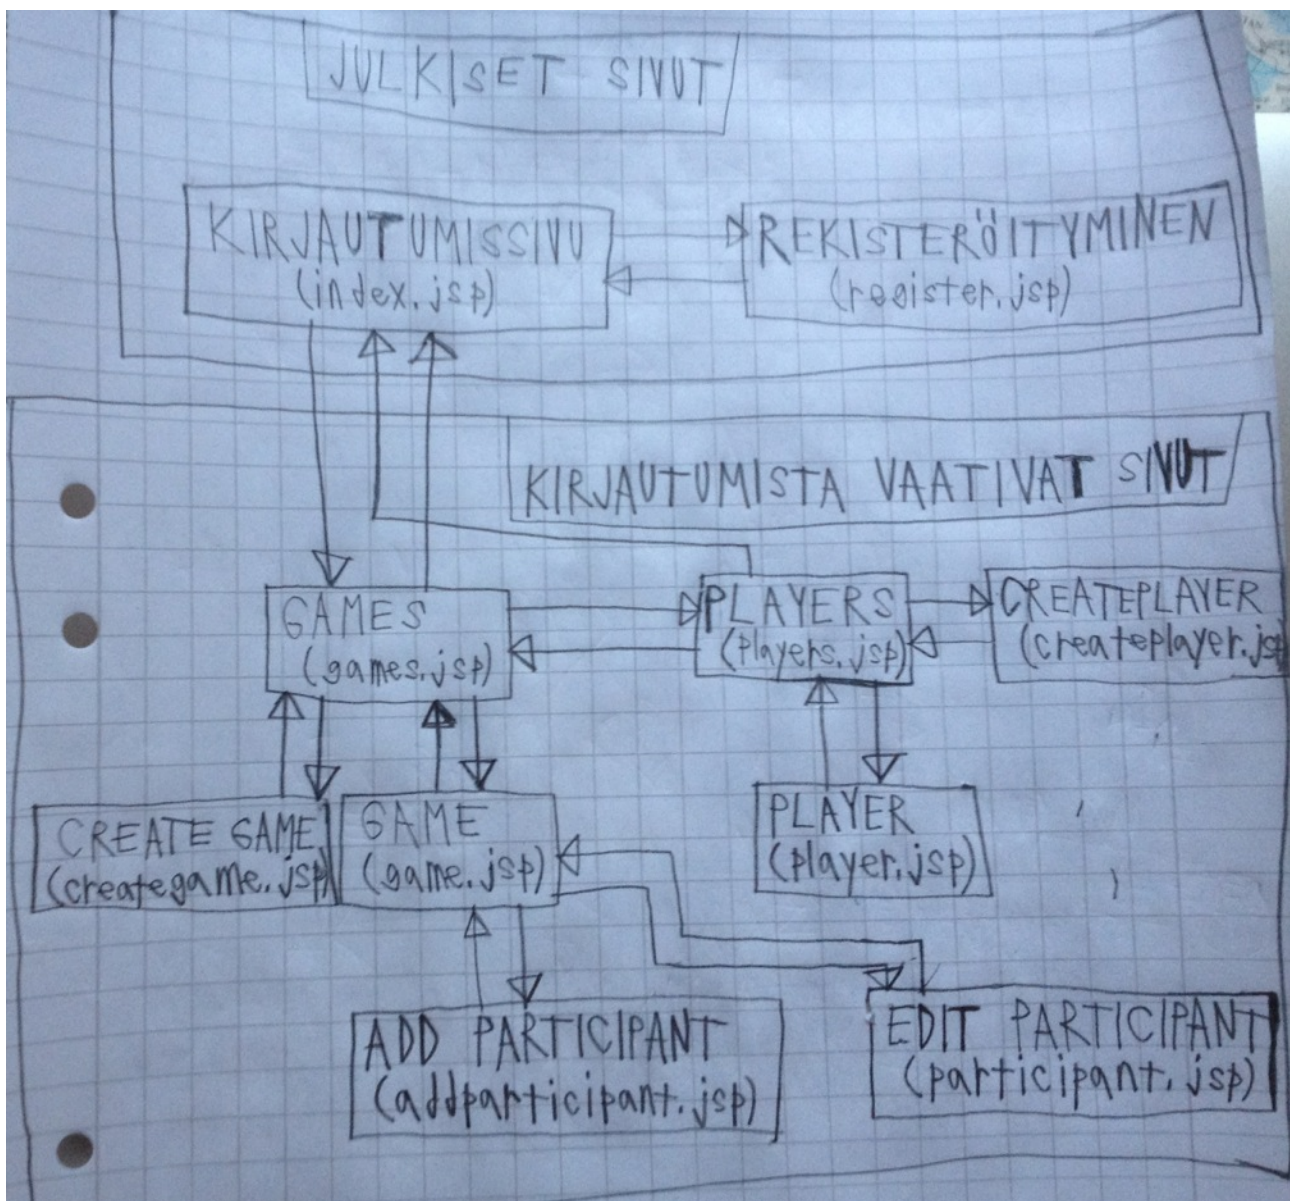 JULKISET SIVUT
KIRJAUTUMISSIVU
(index.jsp)
REKISTERÖITYMINEN
(register.jsp)
KIRJAUTUMISTA VAATIVAT SIVUT
GAMES
(games.jsp)
PLAYERS
(players.jsp)
CREATEPLAYER
(createplayer.jsp
CREATE GAME
(creategame.jsp)
GAME
(game.jsp)
PLAYER
(player.jsp)
ADD PARTICIPANT
(addparticipant.jsp)
EDIT PARTICIPANT
(participant.jsp)